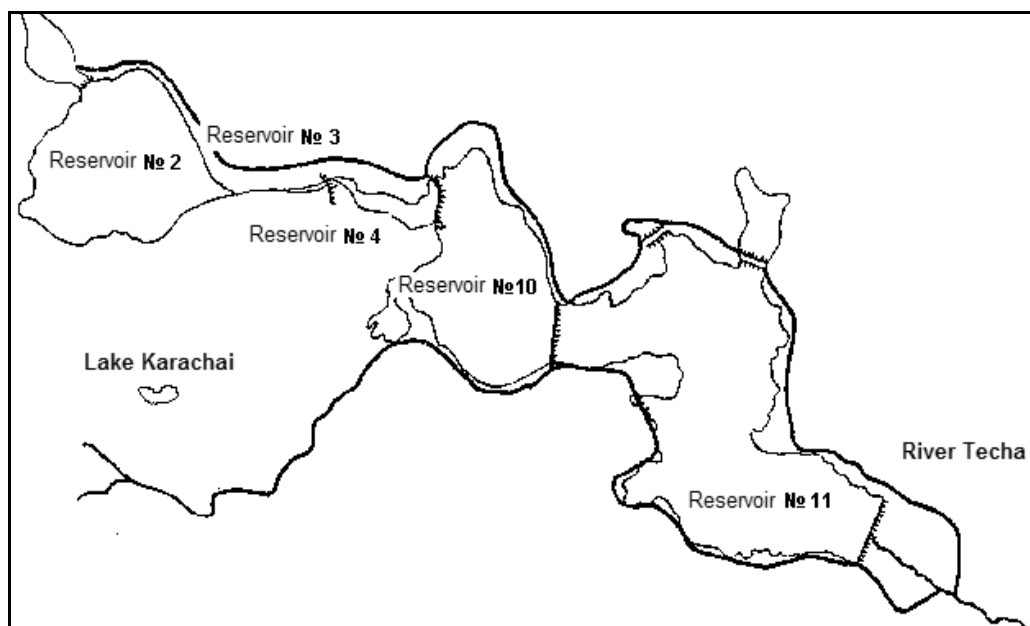 Reservoir № 3
Reservoir № 2
Reservoir № 4
Reservoir №10
Lake Karachai
River Techa
Reservoir № 11